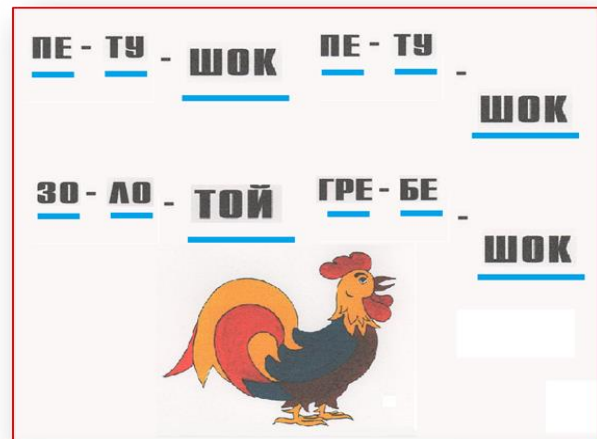 ПЕ - ТУ - ШОК ПЕ - ТУ - ШОК
ЗО - ЛО - ТОЙ ГРЕ - БЕ - ШОК